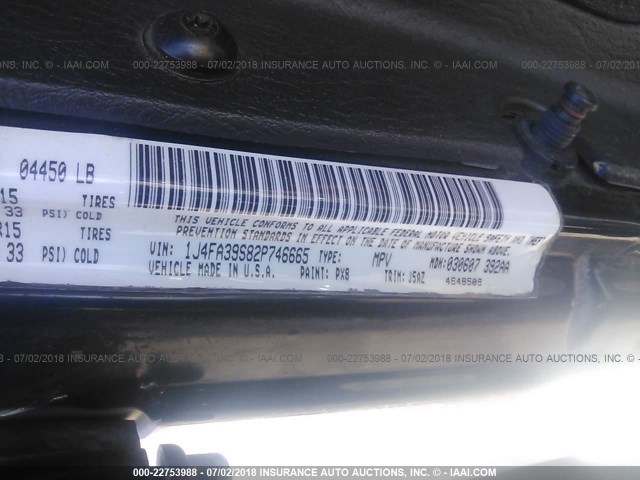 000-22753988 - 07/02/2018 INSURANCE AUTO AUCTIONS, INC. - IAAI.COM
04450 LB
15 TIRES
33 PSI) COLD
R15 TIRES
33 PSI) COLD
THIS VEHICLE CONFORMS TO ALL APPLICABLE FEDERAL MOTOR VEHICLE SAFETY AND THEFT
PREVENTION STANDARDS IN EFFECT ON THE DATE OF MANUFACTURE SHOWN ABOVE.
VIN: 1J4FA39S82P746665 TYPE: MPV MDH: 030607 392AA
VEHICLE MADE IN U.S.A. PAINT: PX8 TRIM: J5AZ 4648508
000-22753988 - 07/02/2018 INSURANCE AUTO AUCTIONS, INC. - IAAI.COM
000-22753988 - 07/02/2018 INSURANCE AUTO AUCTIONS, INC. - IAAI.COM